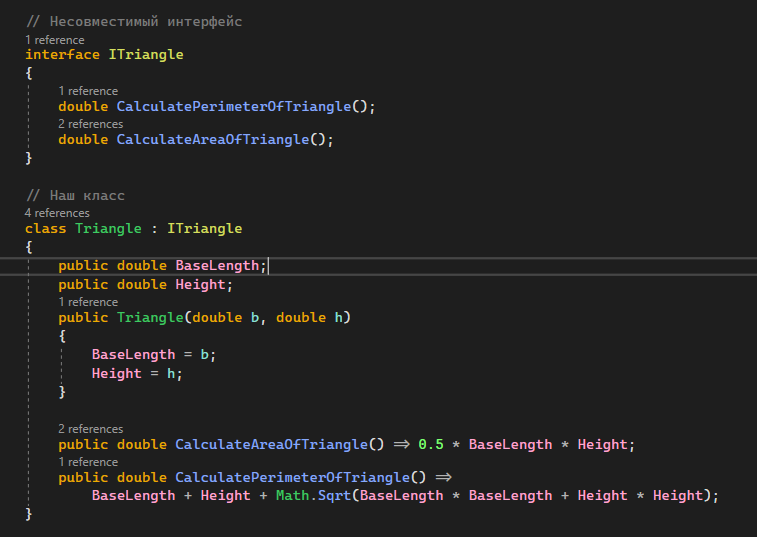 // Несовместимый интерфейс
1 reference
interface ITriangle
{
1 reference
double CalculatePerimeterOfTriangle();
2 references
double CalculateAreaOfTriangle();
}
// Наш класс
4 references
class Triangle : ITriangle
{
public double BaseLength;
public double Height;
1 reference
public Triangle(double b, double h)
{
BaseLength = b;
Height = h;
}
2 references
public double CalculateAreaOfTriangle() => 0.5 * BaseLength * Height;
1 reference
public double CalculatePerimeterOfTriangle() =>
BaseLength + Height + Math.Sqrt(BaseLength * BaseLength + Height * Height);
}